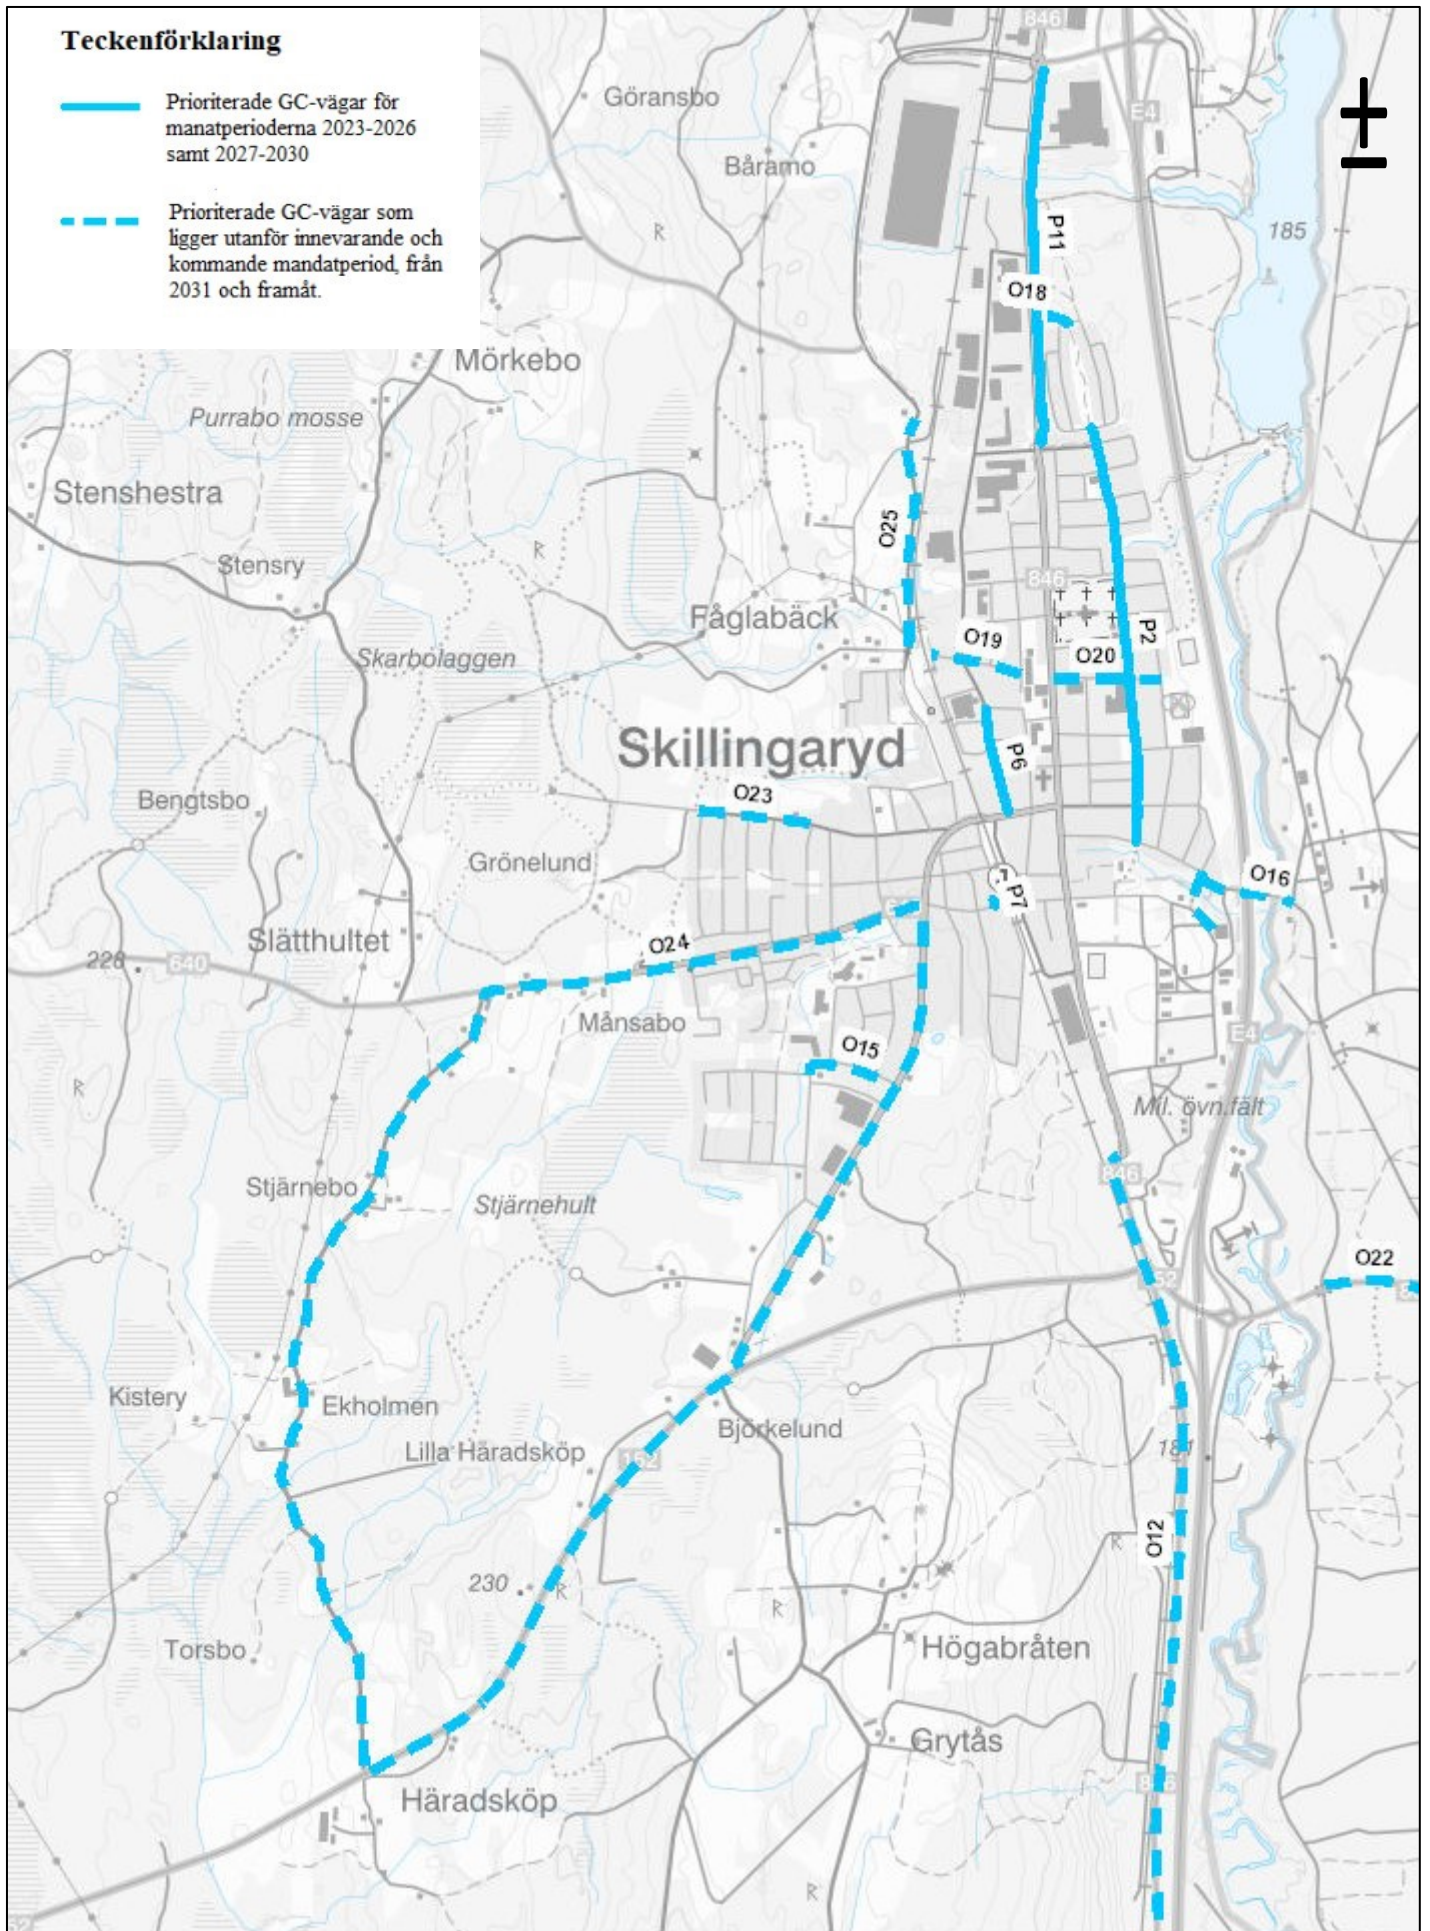 Teckenförklaring
Prioriterade GC-vägar för
manatperioderna 2023-2026
samt 2027-2030
Prioriterade GC-vägar som
ligger utanför innevarande och
kommande mandatperiod, från
2031 och framåt.
846
Göransbo
E4
Båramo
R
P11
185
O18
Mörkebo
Purrabo mosse
Stenshestra
O25
R
Stensry
846
Fåglabäck
O19
P2
O20
Skarbolaggen
Skillingaryd
P6
O23
Bengtsbo
Grönelund
O16
P7
Slätthultet
O24
228
640
Månsabo
E4
O15
R
Mil. övn.fält
846
Stjärnebo
Stjärnehult
O22
52
Kistery
Ekholmen
Björkelund
Lilla Häradsköp
152
181
O12
R
230
R
R
Torsbo
Högabråten
Grytås
846
Häradsköp
R
52